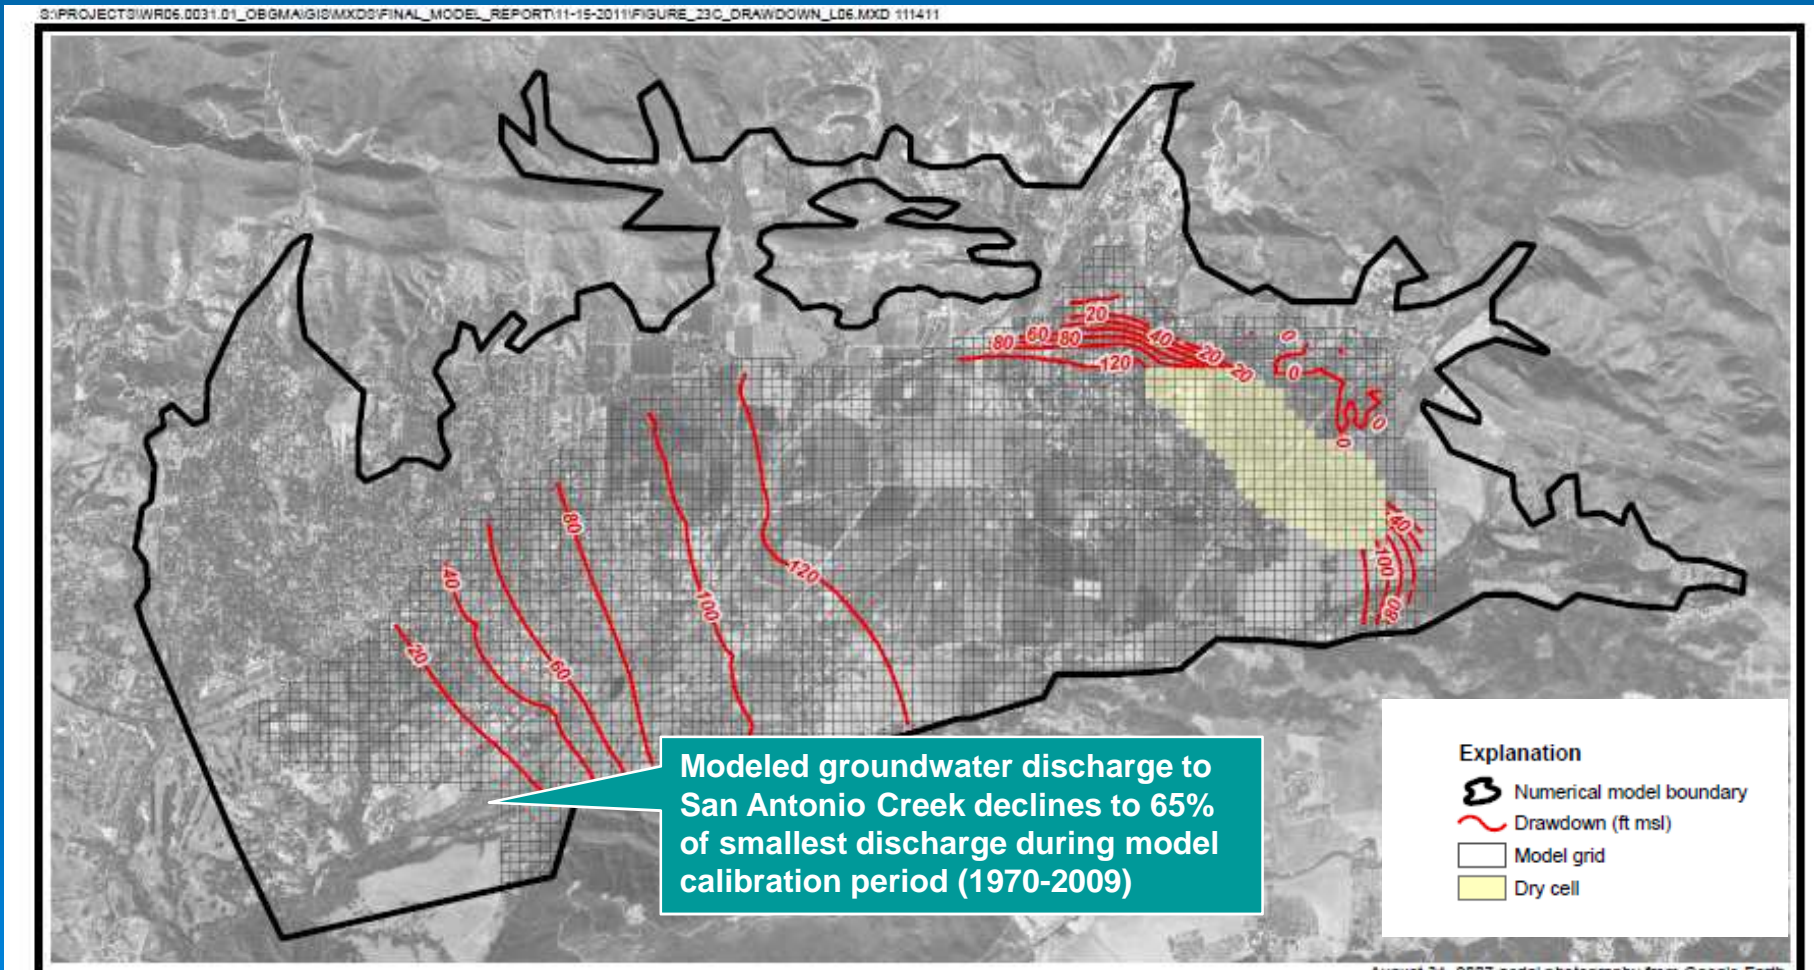 S:\PROJECTS\WR06.0031.01_OBGMA\GIS\MXDS\FINAL_MODEL_REPORT\11-15-2011\FIGURE_23C_DRAWDOWN_L06.MXD 111411
20
80 60 80
40
20
120
20
0
0
0
0
40
100
80
80
120
40
100
60
20
Modeled groundwater discharge to
San Antonio Creek declines to 65%
of smallest discharge during model
calibration period (1970-2009)
Explanation
Numerical model boundary
Drawdown (ft msl)
Model grid
Dry cell